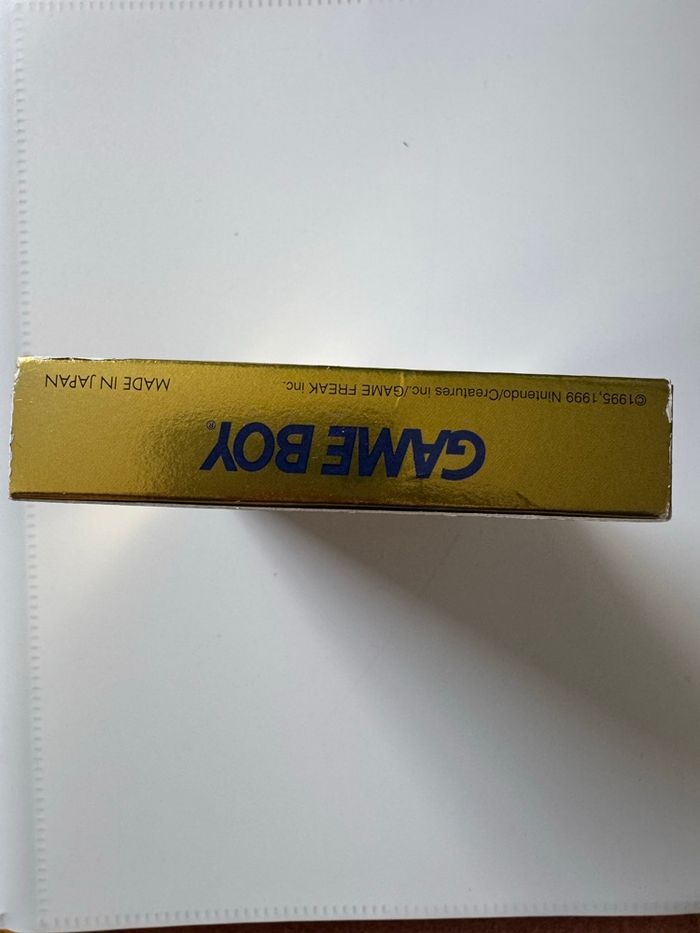 GAME BOY®
©1995,1999 Nintendo/Creatures inc./GAME FREAK inc. MADE IN JAPAN